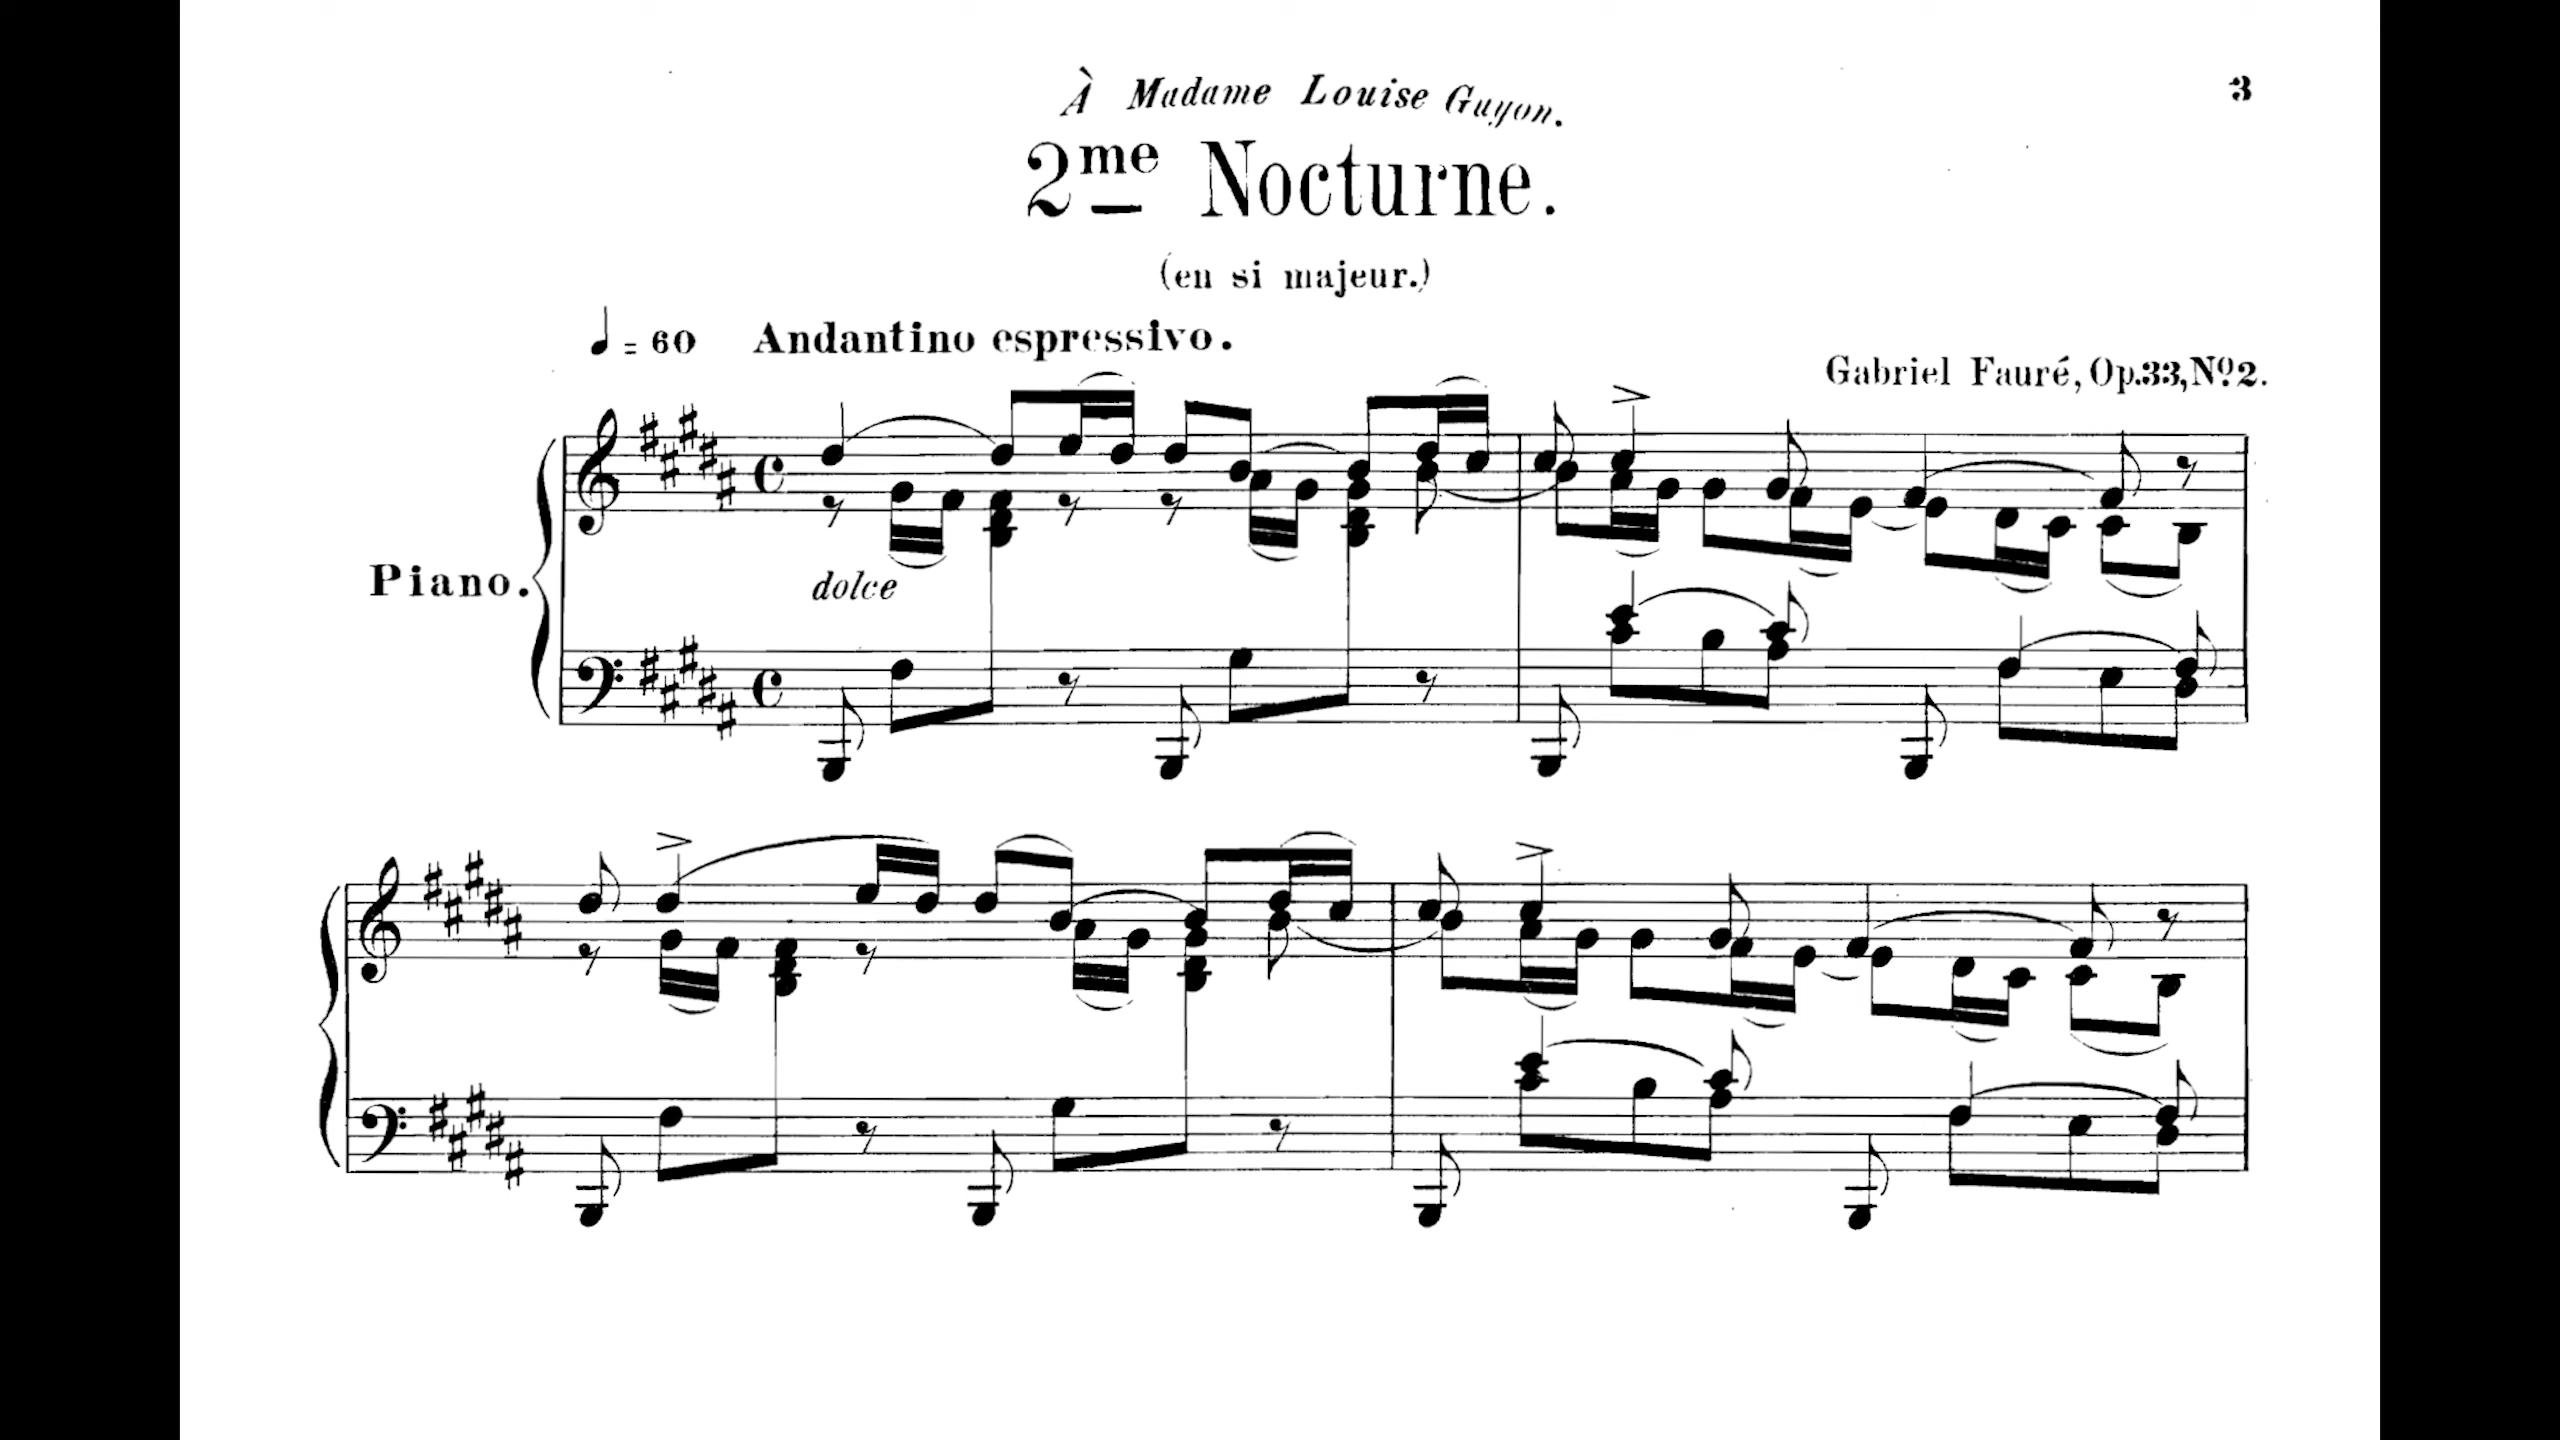 À Madame Louise Guyon.
3
2me Nocturne.
(en si majeur.)
= 60 Andantino espressivo.
Gabriel Fauré, Op.33, No.2.
Piano.
dolce